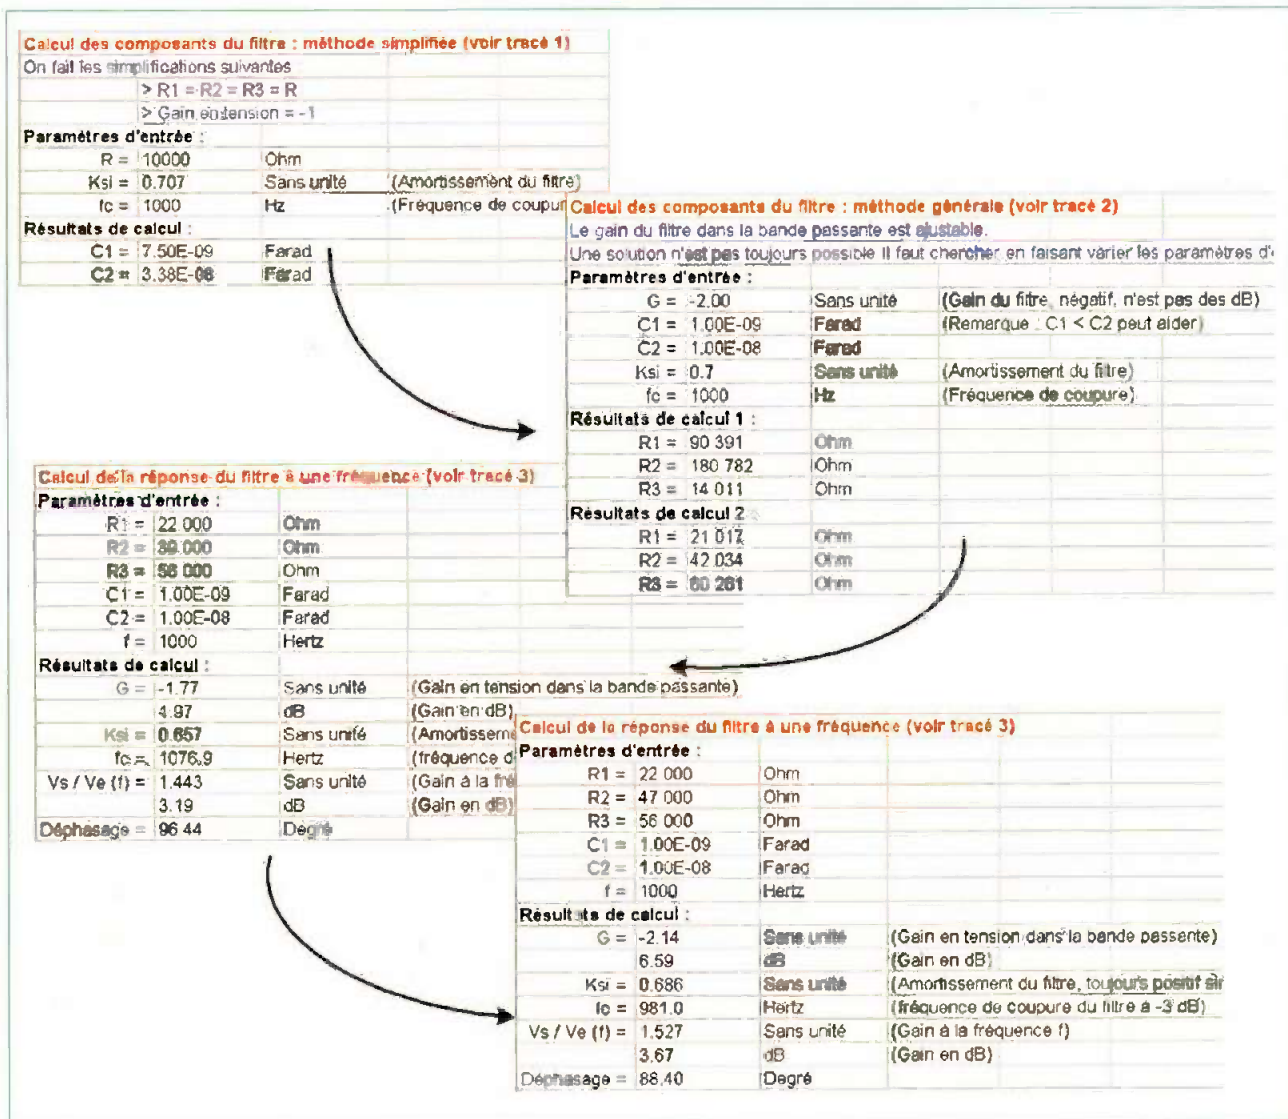 Calcul des composants du filtre : méthode simplifiée (voir tracé 1)
On fait les simplifications suivantes
> R1 = R2 = R3 = R
> Gain en tension = -1
Paramètres d'entrée :
R = 10000 Ohm
Ksi = 0.707 Sans unité (Amortissement du filtre)
fc = 1000 Hz (Fréquence de coupur
Résultats de calcul :
C1 = 7.50E-09 Farad
C2 = 3.38E-08 Farad
Calcul des composants du filtre : méthode générale (voir tracé 2)
Le gain du filtre dans la bande passante est ajustable.
Une solution n'est pas toujours possible Il faut chercher en faisant varier les paramètres d'
Paramètres d'entrée :
G = -2.00 Sans unité (Gain du filtre, négatif, n'est pas des dB)
C1 = 1.00E-09 Farad (Remarque : C1 < C2 peut aider)
C2 = 1.00E-08 Farad
Ksi = 0.7 Sans unité (Amortissement du filtre)
fc = 1000 Hz (Fréquence de coupure)
Résultats de calcul 1 :
R1 = 90 391 Ohm
R2 = 180 782 Ohm
R3 = 14 011 Ohm
Résultats de calcul 2 :
R1 = 21 017 Ohm
R2 = 42 034 Ohm
R3 = 60 261 Ohm
Calcul de la réponse du filtre à une fréquence (voir tracé 3)
Paramètres d'entrée :
R1 = 22 000 Ohm
R2 = 39 000 Ohm
R3 = 56 000 Ohm
C1 = 1.00E-09 Farad
C2 = 1.00E-08 Farad
f = 1000 Hertz
Résultats de calcul :
G = -1.77 Sans unité (Gain en tension dans la bande passante)
4.97 dB (Gain en dB)
Ksi = 0.657 Sans unité (Amortisseme
fc = 1076.9 Hertz (fréquence d
Vs / Ve (f) = 1.443 Sans unité (Gain à la fré
3.19 dB (Gain en dB)
Déphasage = 96.44 Degré
Calcul de la réponse du filtre à une fréquence (voir tracé 3)
Paramètres d'entrée :
R1 = 22 000 Ohm
R2 = 47 000 Ohm
R3 = 56 000 Ohm
C1 = 1.00E-09 Farad
C2 = 1.00E-08 Farad
f = 1000 Hertz
Résultats de calcul :
G = -2.14 Sans unité (Gain en tension dans la bande passante)
6.59 dB (Gain en dB)
Ksi = 0.686 Sans unité (Amortissement du filtre, toujours positif sin
fc = 981.0 Hertz (fréquence de coupure du filtre à -3 dB)
Vs / Ve (f) = 1.527 Sans unité (Gain à la fréquence f)
3.67 dB (Gain en dB)
Déphasage = 88.40 Degré